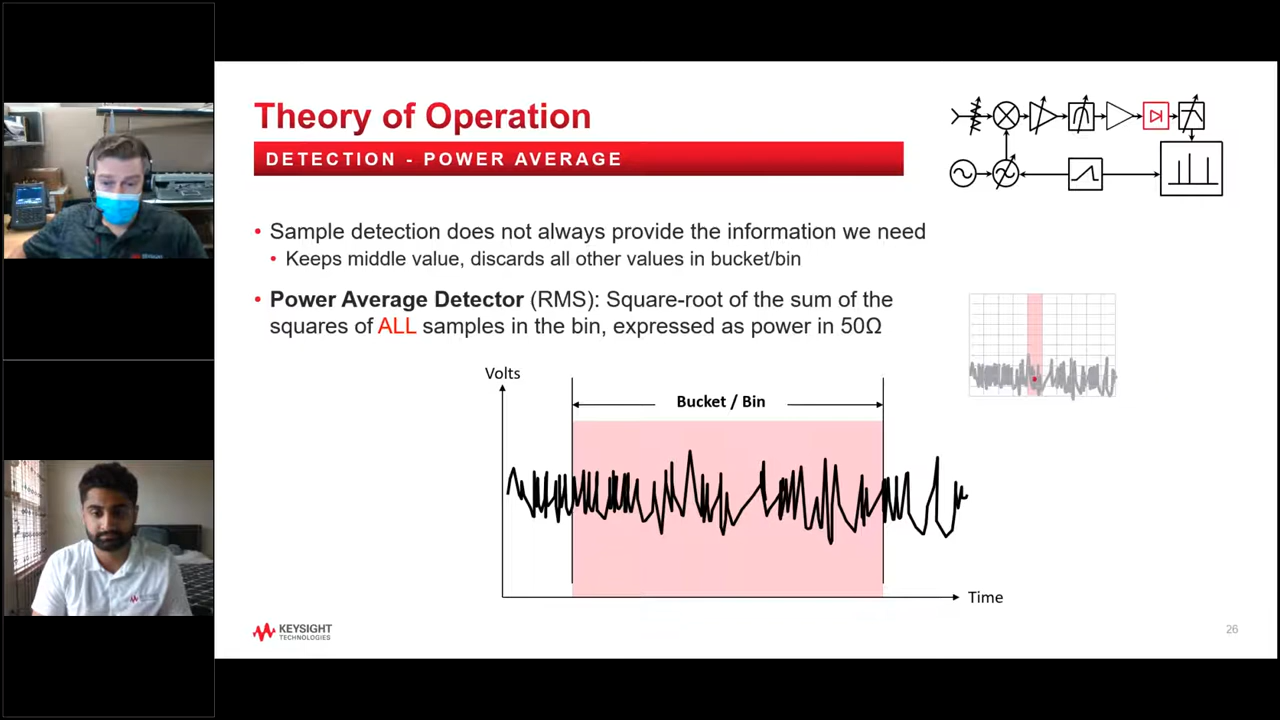 Theory of Operation
DETECTION - POWER AVERAGE
• Sample detection does not always provide the information we need
• Keeps middle value, discards all other values in bucket/bin
• Power Average Detector (RMS): Square-root of the sum of the
squares of ALL samples in the bin, expressed as power in 50Ω
Volts
Bucket / Bin
Time
KEYSIGHT
TECHNOLOGIES
26